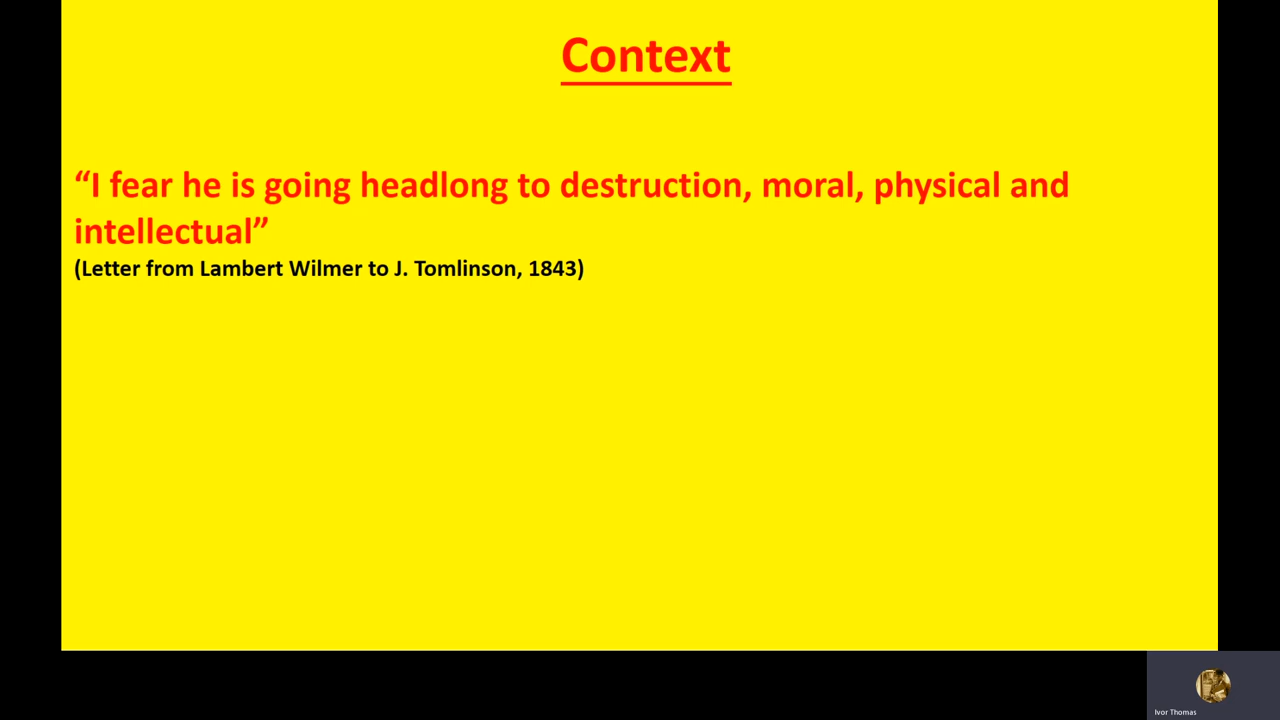 Context
“I fear he is going headlong to destruction, moral, physical and
intellectual”
(Letter from Lambert Wilmer to J. Tomlinson, 1843)
Ivor Thomas